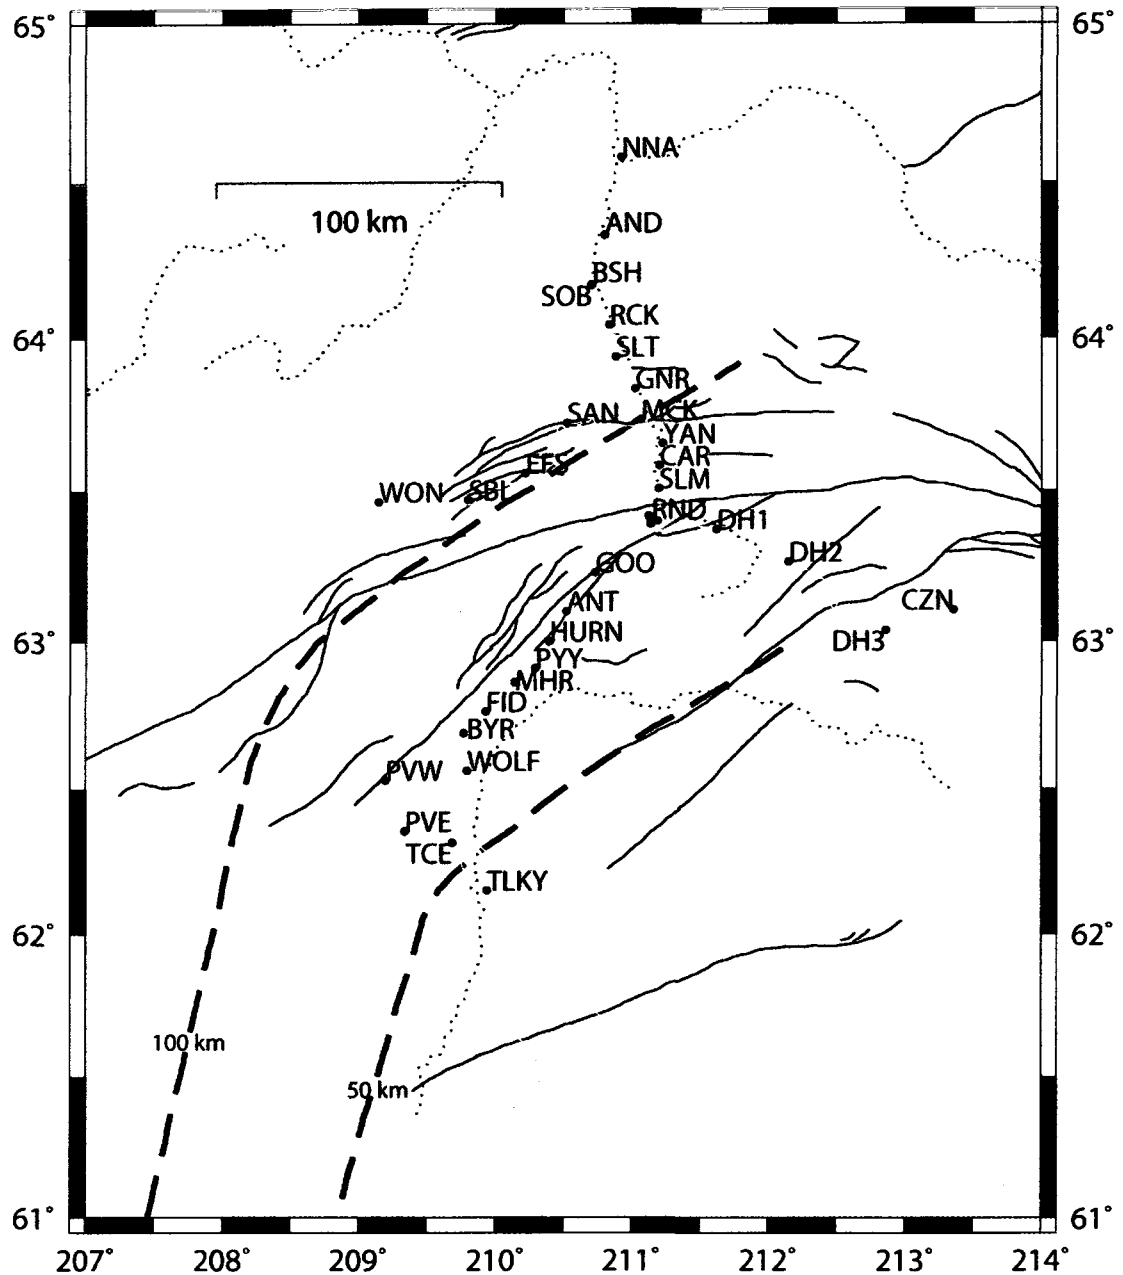 65° 65°
NNA
100 km
AND
BSH
SOB
RCK
64° SLT 64°
GNR
SAN MCK
YAN
CAR
EFS
SLM
WON SBL
RND DH1
DH2
GOO
ANT CZN
HURN
63° DH3 63°
PYY
MHR
FID
BYR
WOLF
PVW
PVE
TCE
TLKY
62° 62°
100 km
50 km
61° 61°
207° 208° 209° 210° 211° 212° 213° 214°